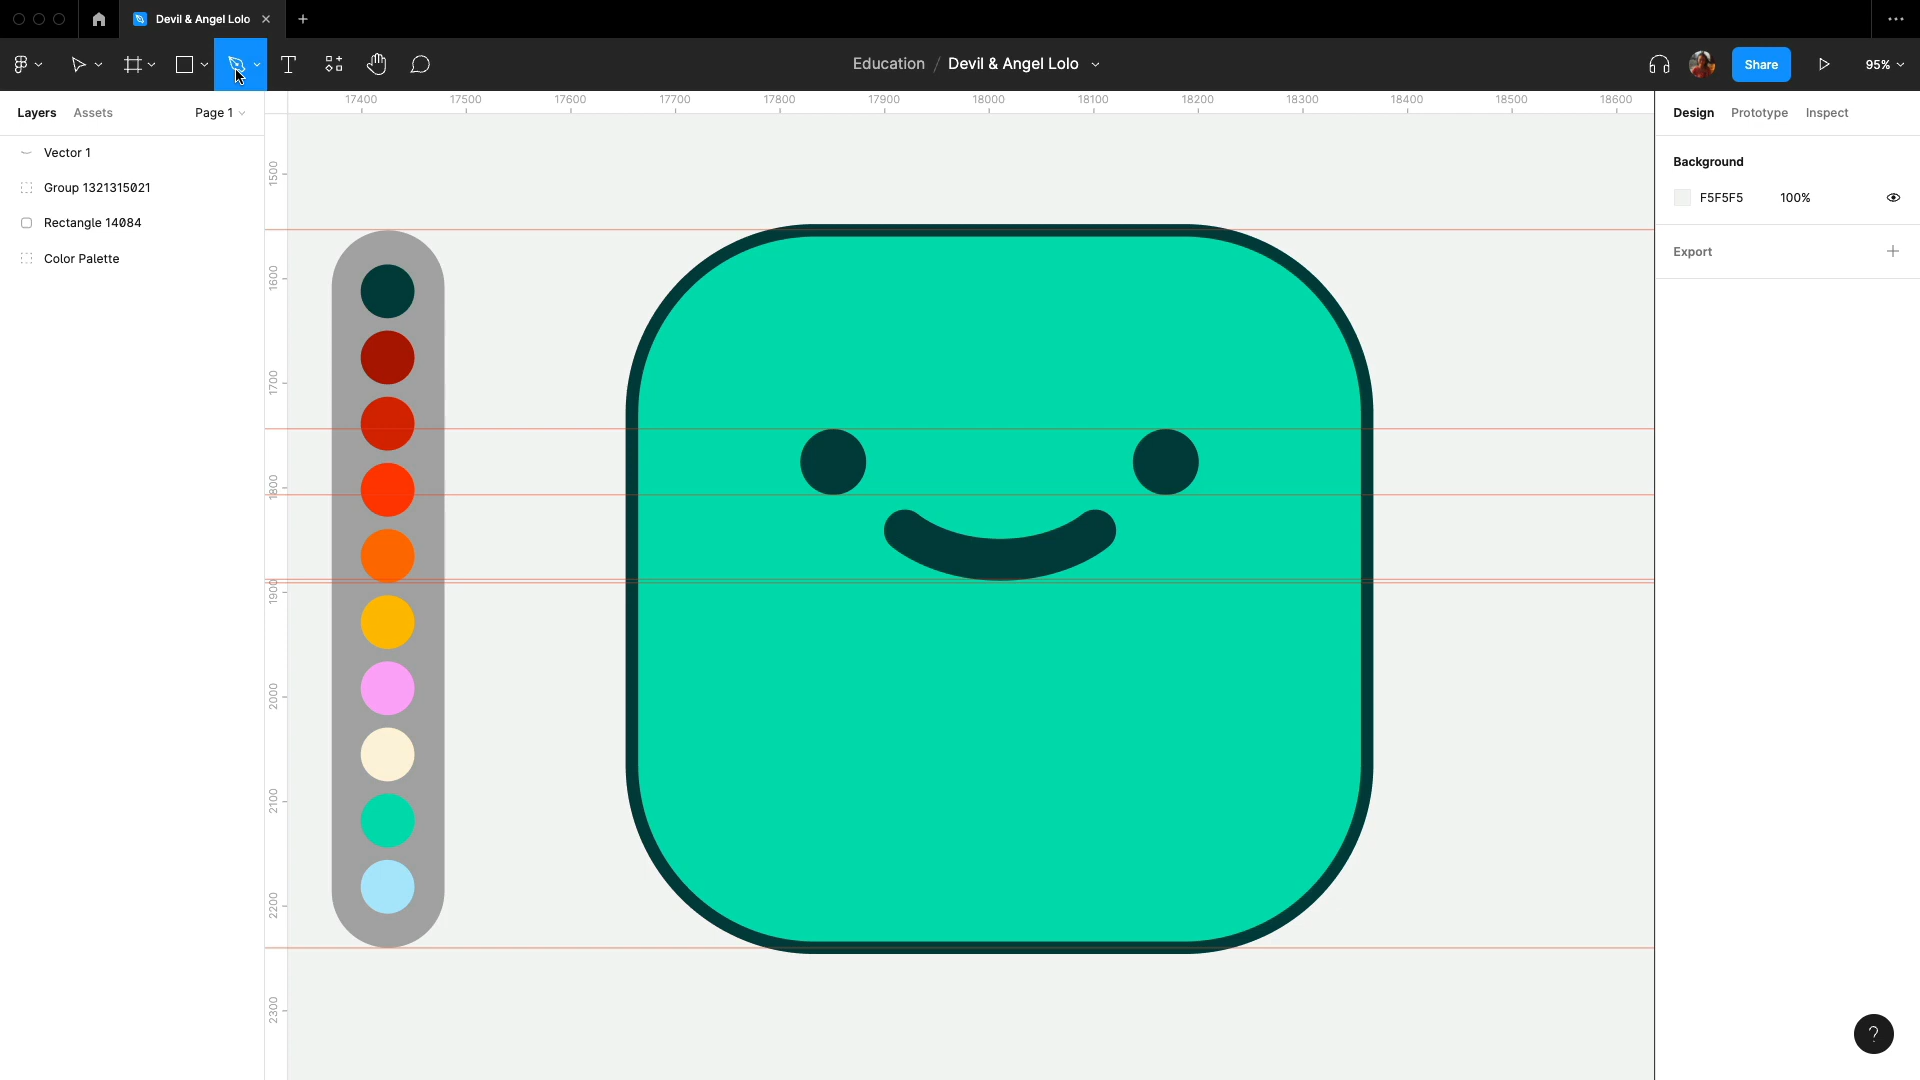 Devil & Angel Lolo
Education / Devil & Angel Lolo
Share
95%
Layers
Assets
Page 1
Vector 1
Group 1321315021
Rectangle 14084
Color Palette
17400 17500 17600 17700 17800 17900 18000 18100 18200 18300 18400 18500 18600
1500
1600
1700
1800
1900
2000
2100
2200
2300
Design
Prototype
Inspect
Background
F5F5F5 100%
Export
?